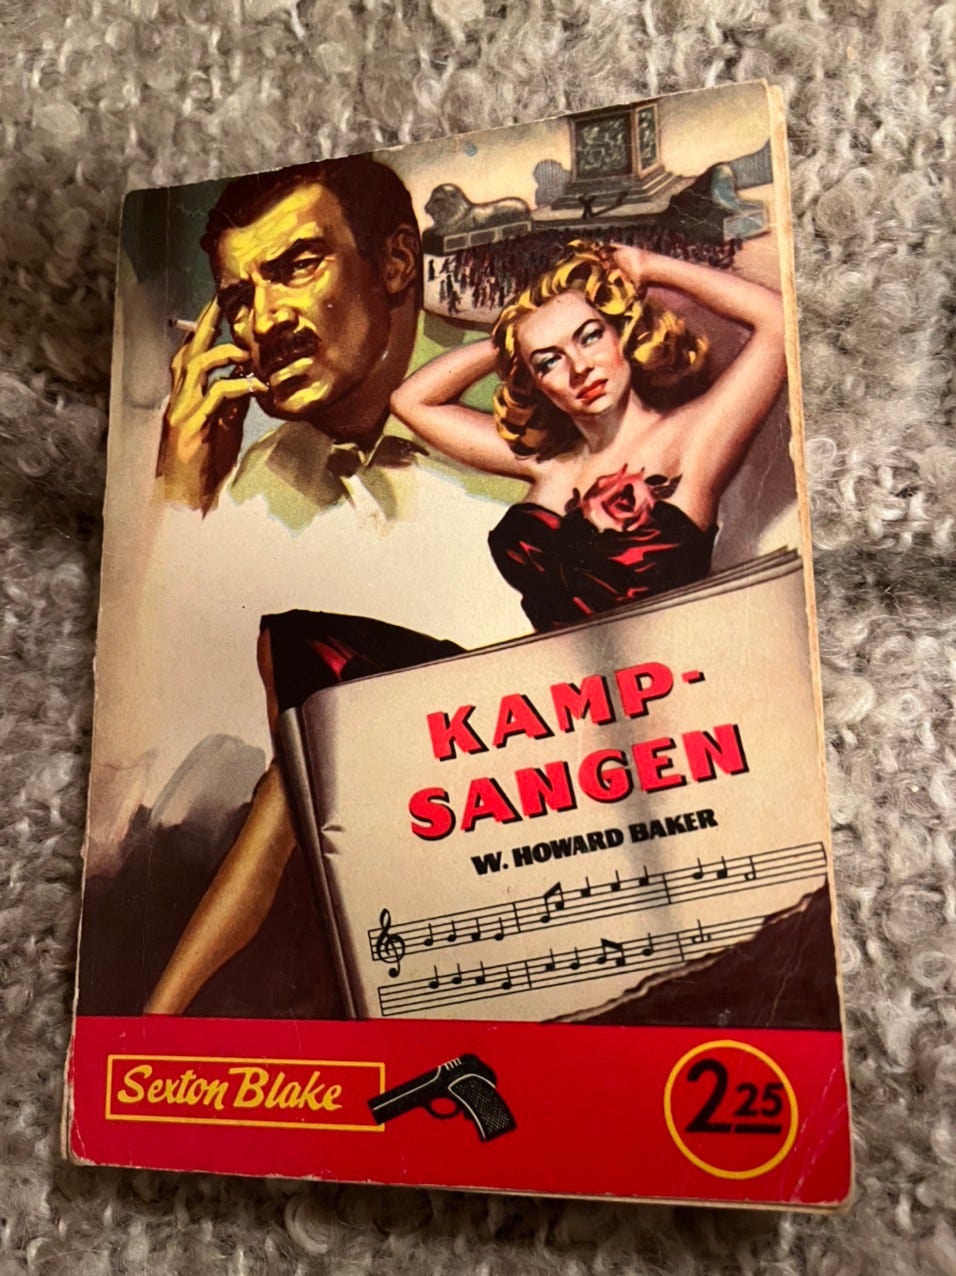 KAMP-
SANGEN
W. HOWARD BAKER
Sexton Blake
2 25